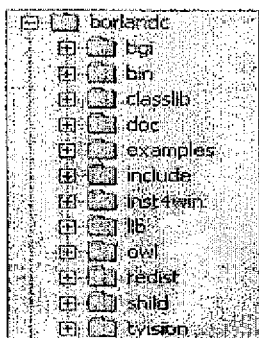 borlandc
bgi
bin
classlib
doc
examples
include
inst4win
lib
owl
redist
shild
tvision